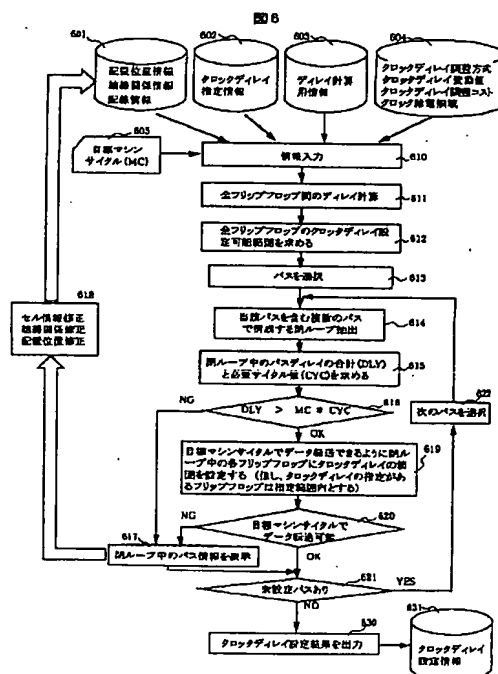 図6
601
602
603
604
配置位置情報
結線関係情報
配線情報
クロックディレイ
指定情報
ディレイ計算
用情報
クロックディレイ調整方式
クロックディレイ変動値
クロックディレイ調整コスト
クロック給電領域
605
目標マシン
サイクル(MC)
情報入力
610
全フリップフロップ間のディレイ計算
611
全フリップフロップのクロックディレイ設定
可能範囲を求める
612
パスを選択
613
当該パスを含む複数のパス
で構成する閉ループ抽出
614
618
セル情報修正
結線関係修正
配置位置修正
閉ループ中のパスディレイの合計(DLY)
と必要サイクル値(CYC)を求める
615
622
次のパスを選択
NG
DLY > MC * CYC
616
OK
目標マシンサイクルでデータ転送できるように閉ルー
プ中の各フリップフロップにクロックディレイの範
囲を設定する (但し、クロックディレイの指定があ
るフリップフロップは指定範囲内とする)
619
NG
目標マシンサイクルで
データ転送可能
620
617
閉ループ中のパス情報を表示
OK
未設定パスあり
621
YES
NO
クロックディレイ設定結果を出力
630
631
クロックディレイ
設定情報